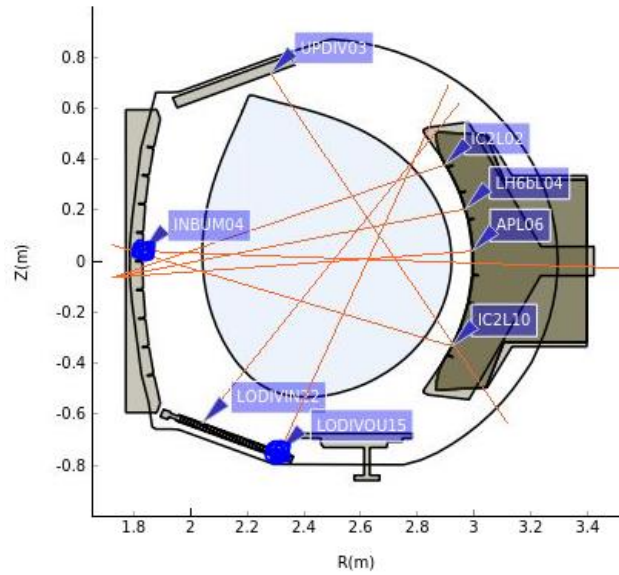 UPDIV03
0.8
0.6
IC2L02
0.4
LH6bL04
0.2
INBUM04
APL06
Z(m)
0
-0.2
IC2L10
-0.4
LODIVIN22
-0.6
LODIVOU15
-0.8
1.8 2 2.2 2.4 2.6 2.8 3 3.2 3.4
R(m)